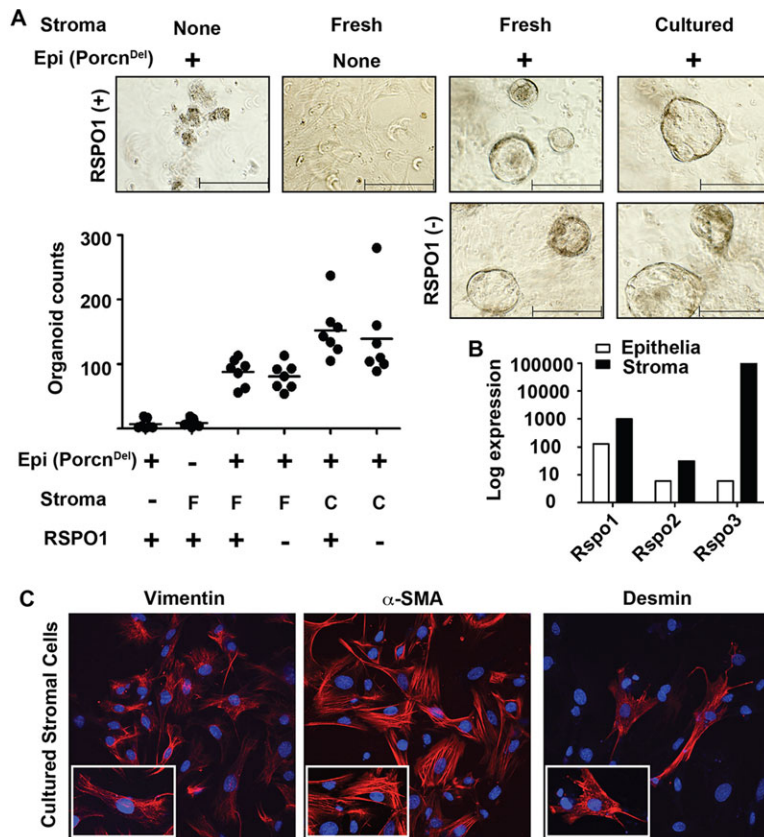 A
Stroma None Fresh Fresh Cultured
Epi (Porcn^Del) + None + +
RSPO1 (+)
RSPO1 (-)
300
200
100
Organoid counts
Epi (Porcn^Del) + - + + + +
Stroma - F F F C C
RSPO1 + + + - + -
B
Epithelia
Stroma
100000
10000
1000
100
10
0
Log expression
Rspo1 Rspo2 Rspo3
C
Vimentin α-SMA Desmin
Cultured Stromal Cells